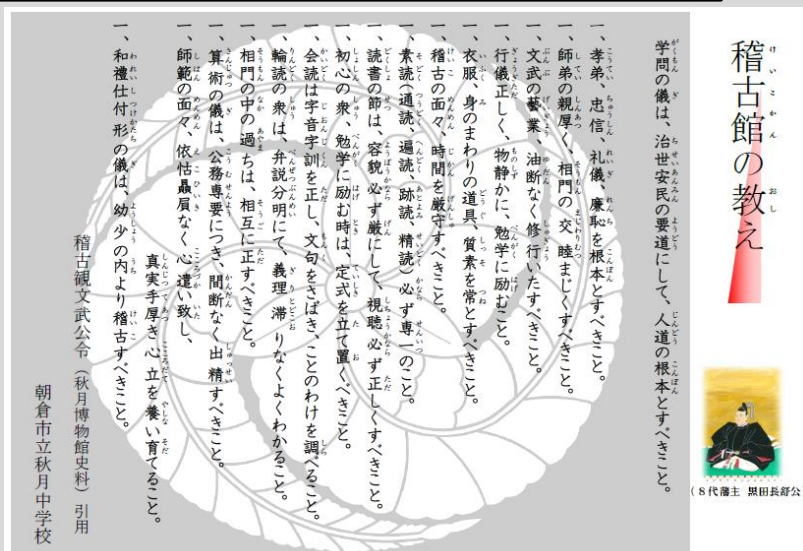 稽古館の教え
(8代藩主 黒田長舒公)
学問の儀は、治世安民の要道にして、人道の根本とすべきこと。
一、孝弟、忠信、礼儀、廉恥を根本とすべきこと。
一、師弟の親厚く、相門の交、睦まじくすべきこと。
一、文武の藝業、油断なく修行いたすべきこと。
一、行儀正しく、物静かに、勉学に励むこと。
一、衣服、身のまわりの道具、質素を常とすべきこと。
一、稽古の面々、時間を厳守すべきこと。
一、素読(通読、遍読、跡読、精読)必ず専一のこと。
一、読書の節は、容貌必ず厳にして、視聴必ず正しくすべきこと。
一、初心の衆、勉学に励む時は、定式を立て置くべきこと。
一、会読は字音字訓を正し、文句をさばき、ことのわけを調べること。
一、輪読の衆は、弁説分明にて、義理滞りなくよくわかること。
一、相門の中の過ちは、相互に正すべきこと。
一、算術の儀は、公務専要につき、間断なく出精すべきこと。
一、師範の面々、依怙贔屓なく心遣い致し、
真実手厚き心立を養い育てること。
一、和禮仕付形の儀は、幼少の内より稽古すべきこと。
稽古観文武公令(秋月博物館史料)引用
朝倉市立秋月中学校